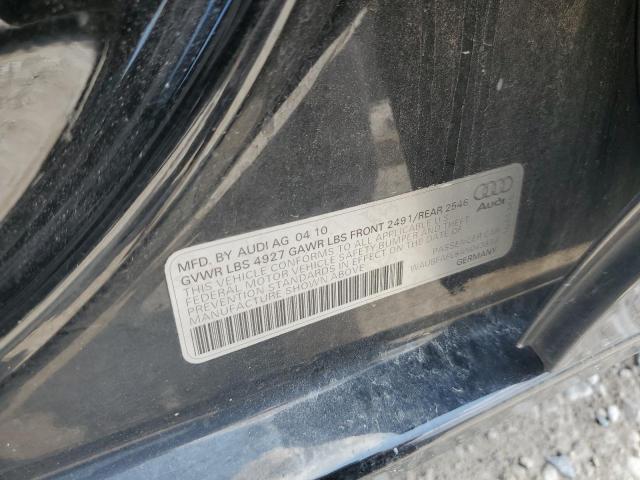 MFD. BY AUDI AG 04 10
GVWR LBS 4927 GAWR LBS FRONT 2491/REAR 2546
THIS VEHICLE CONFORMS TO ALL APPLICABLE U.S.
FEDERAL MOTOR VEHICLE SAFETY BUMPER AND THEFT
PREVENTION STANDARDS IN EFFECT ON THE DATE OF
MANUFACTURE SHOWN ABOVE
Audi
PASSENGER CAR
GERMANY